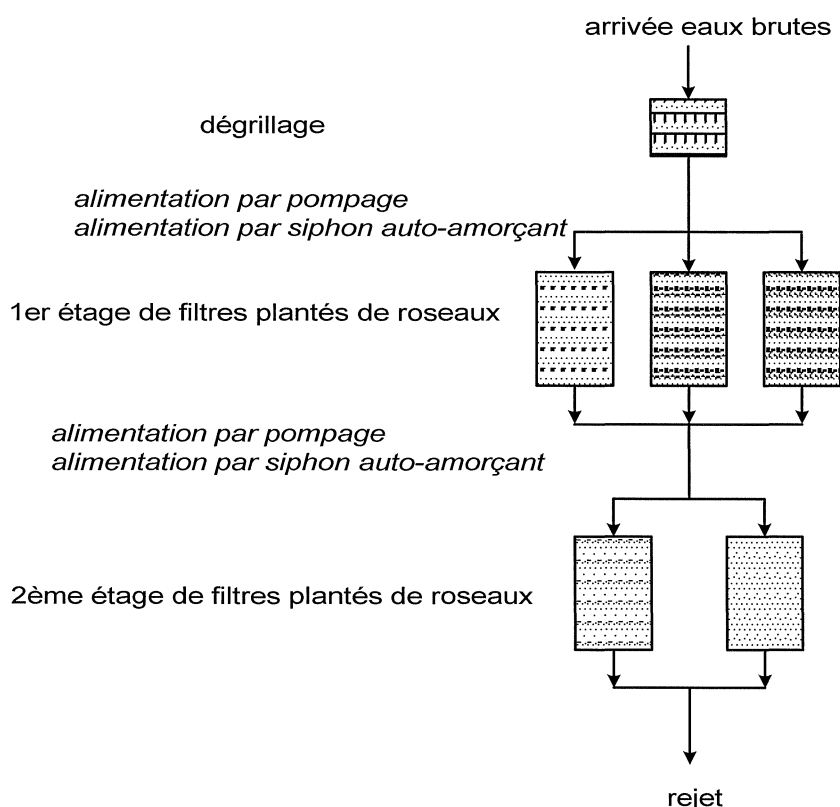 arrivée eaux brutes
dégrillage
alimentation par pompage
alimentation par siphon auto-amorçant
1er étage de filtres plantés de roseaux
alimentation par pompage
alimentation par siphon auto-amorçant
2ème étage de filtres plantés de roseaux
rejet